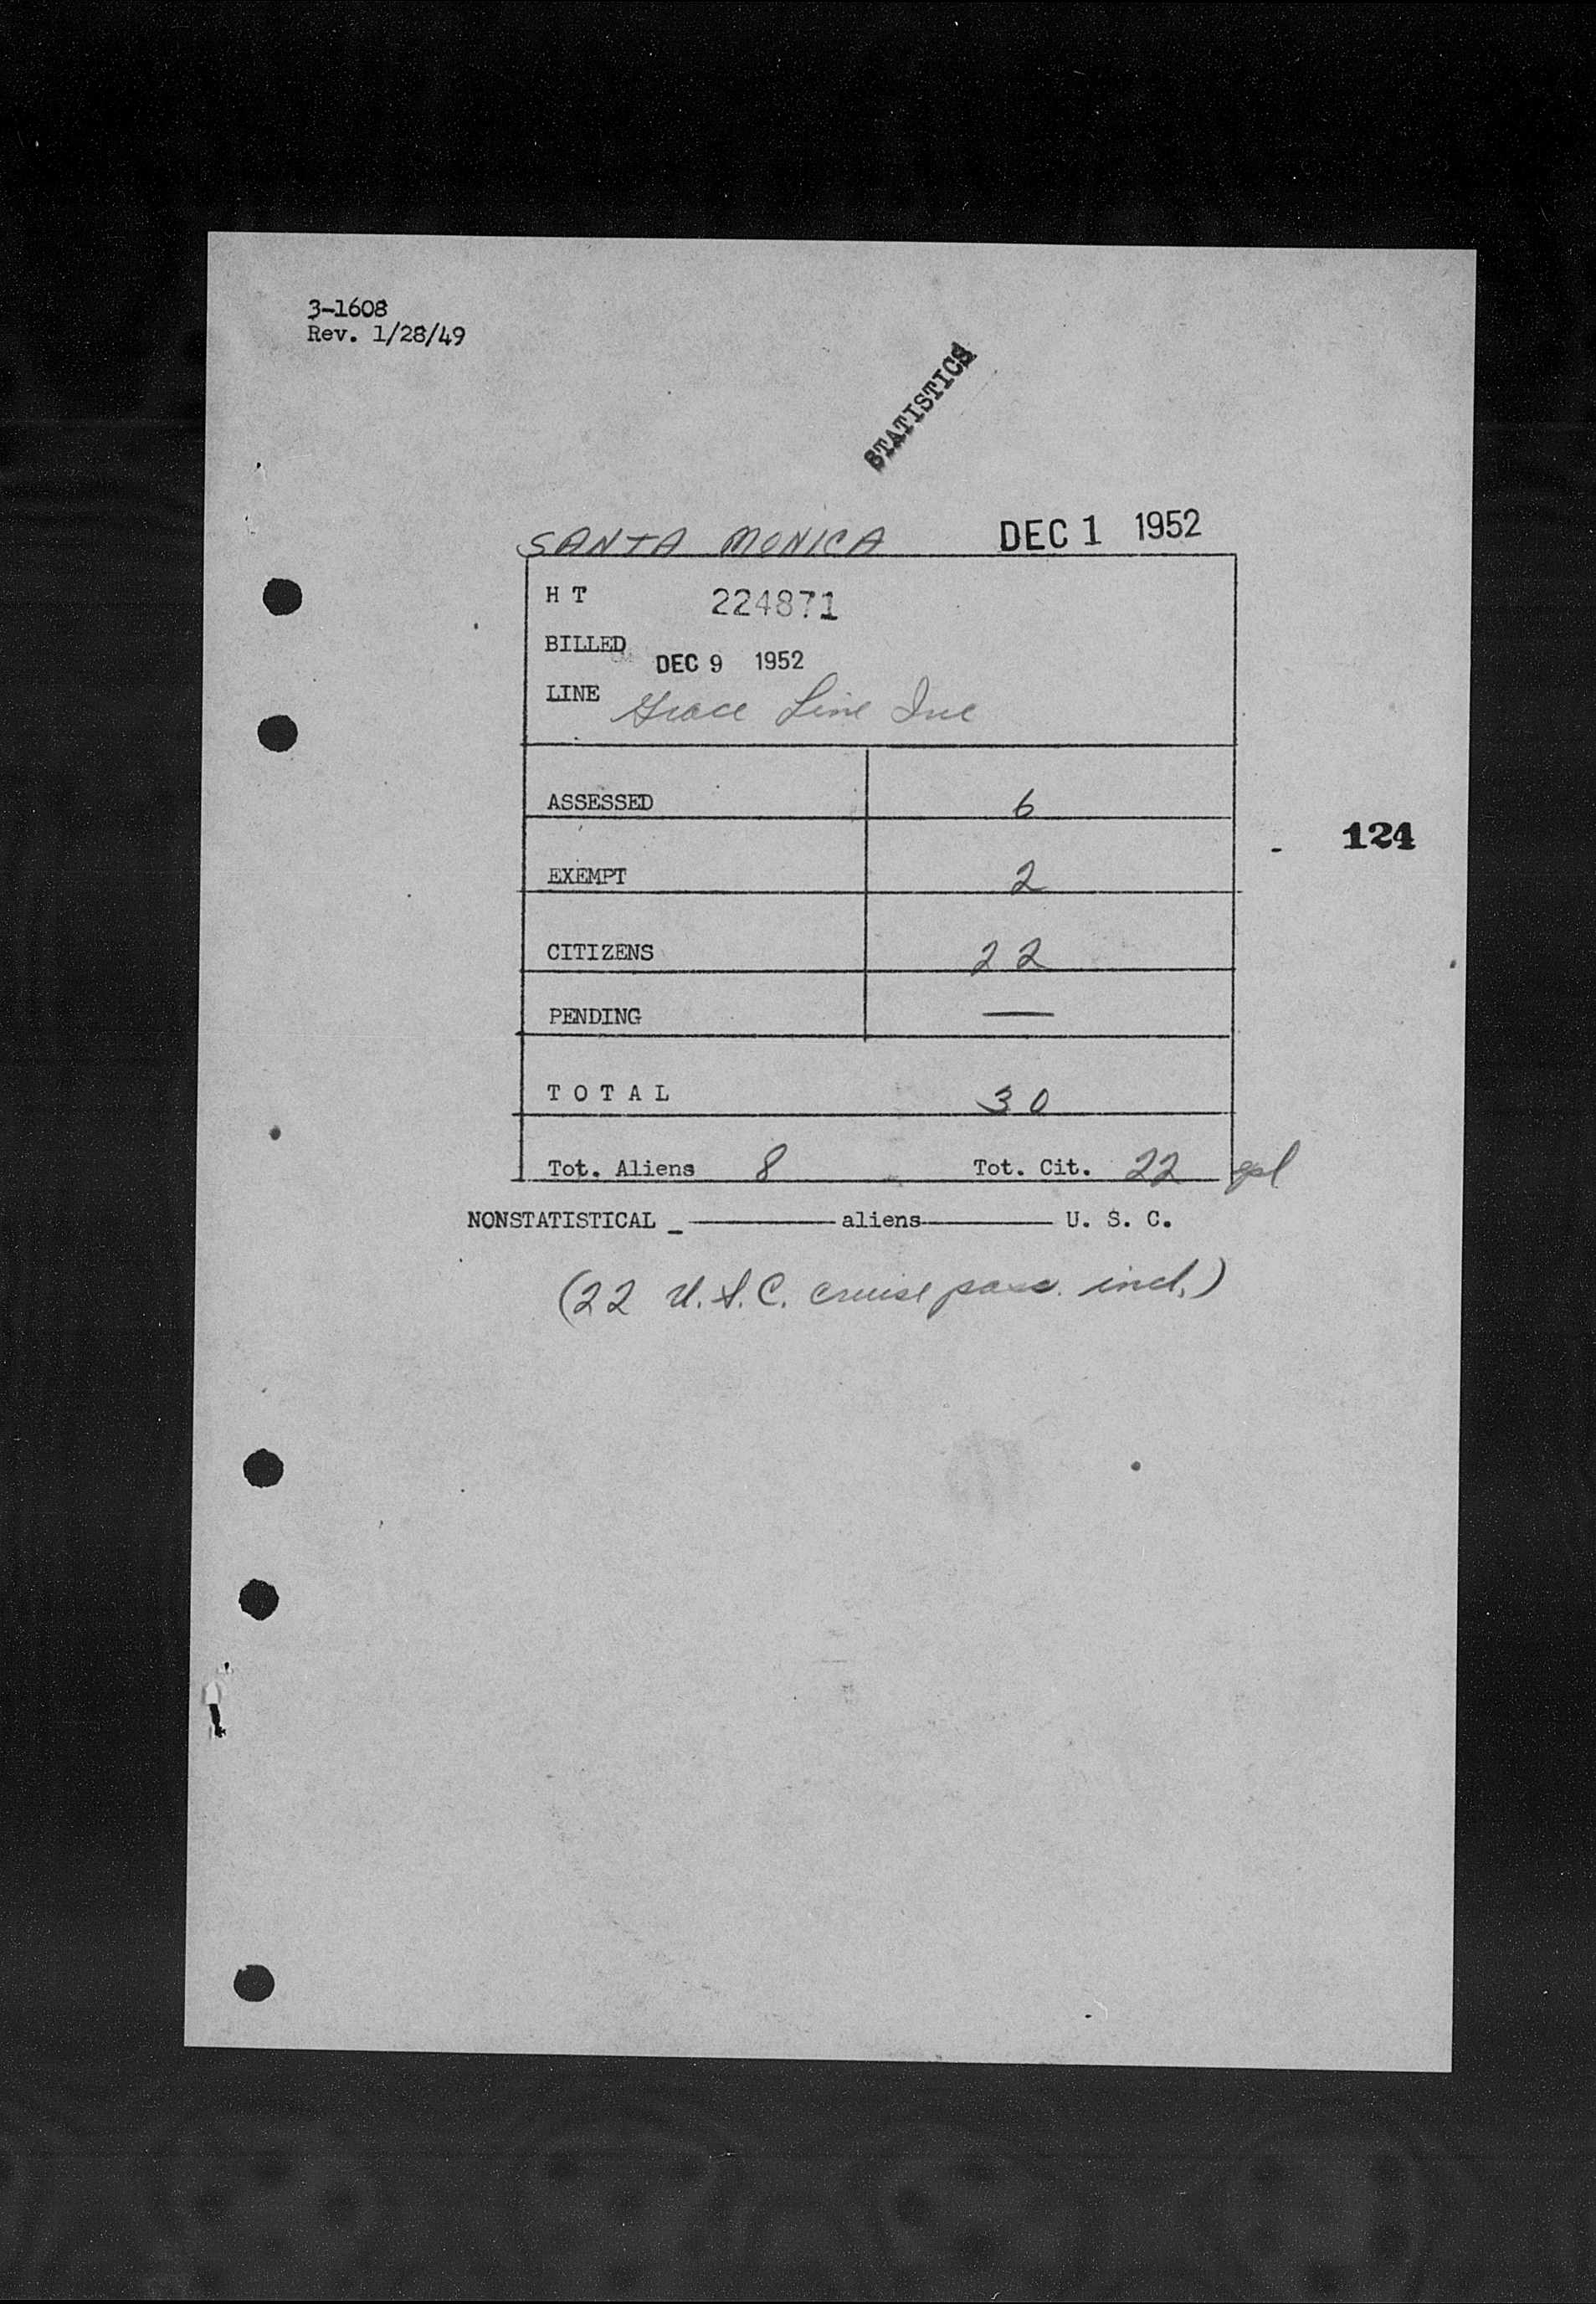 3-1608
Rev. 1/28/49
STATISTICS
SANTA MONICA DEC 1 1952
H T 224871
BILLED DEC 9 1952
LINE Grace Line Inc
ASSESSED 6
124
EXEMPT 2
CITIZENS 22
PENDING —
T O T A L 30
Tot. Aliens 8 Tot. Cit. 22
NONSTATISTICAL _ ———— aliens ———— U. S. C.
(22 U.S.C. cruise pass. incl.)